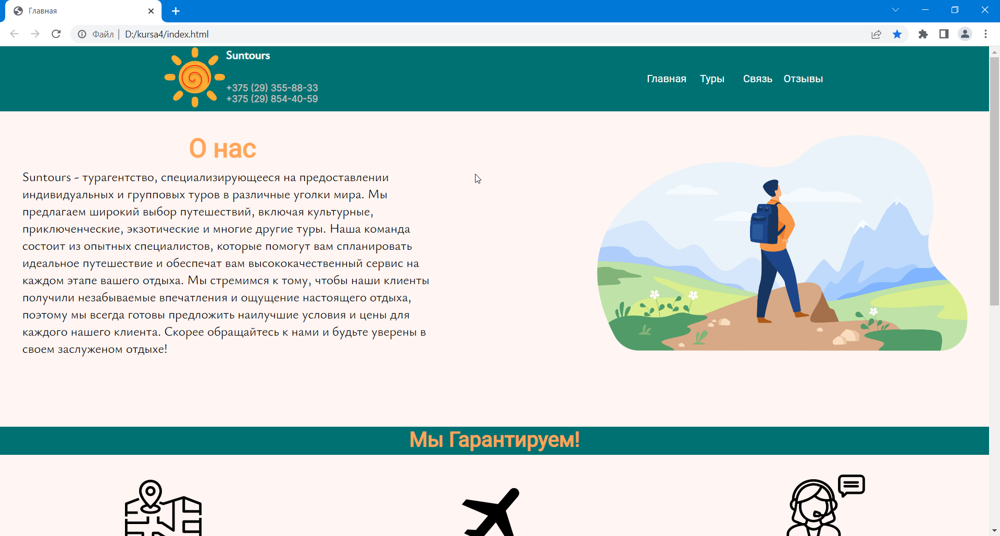 Главная
Файл | D:/kursa4/index.html
Suntours
+375 (29) 355-88-33
+375 (29) 854-40-59
Главная Туры Связь Отзывы
О нас
Suntours - турагентство, специализирующееся на предоставлении
индивидуальных и групповых туров в различные уголки мира. Мы
предлагаем широкий выбор путешествий, включая культурные,
приключенческие, экзотические и многие другие туры. Наша команда
состоит из опытных специалистов, которые помогут вам спланировать
идеальное путешествие и обеспечат вам высококачественный сервис на
каждом этапе вашего отдыха. Мы стремимся к тому, чтобы наши клиенты
получили незабываемые впечатления и ощущение настоящего отдыха,
поэтому мы всегда готовы предложить наилучшие условия и цены для
каждого нашего клиента. Скорее обращайтесь к нами и будьте уверены в
своем заслуженом отдыхе!
Мы Гарантируем!